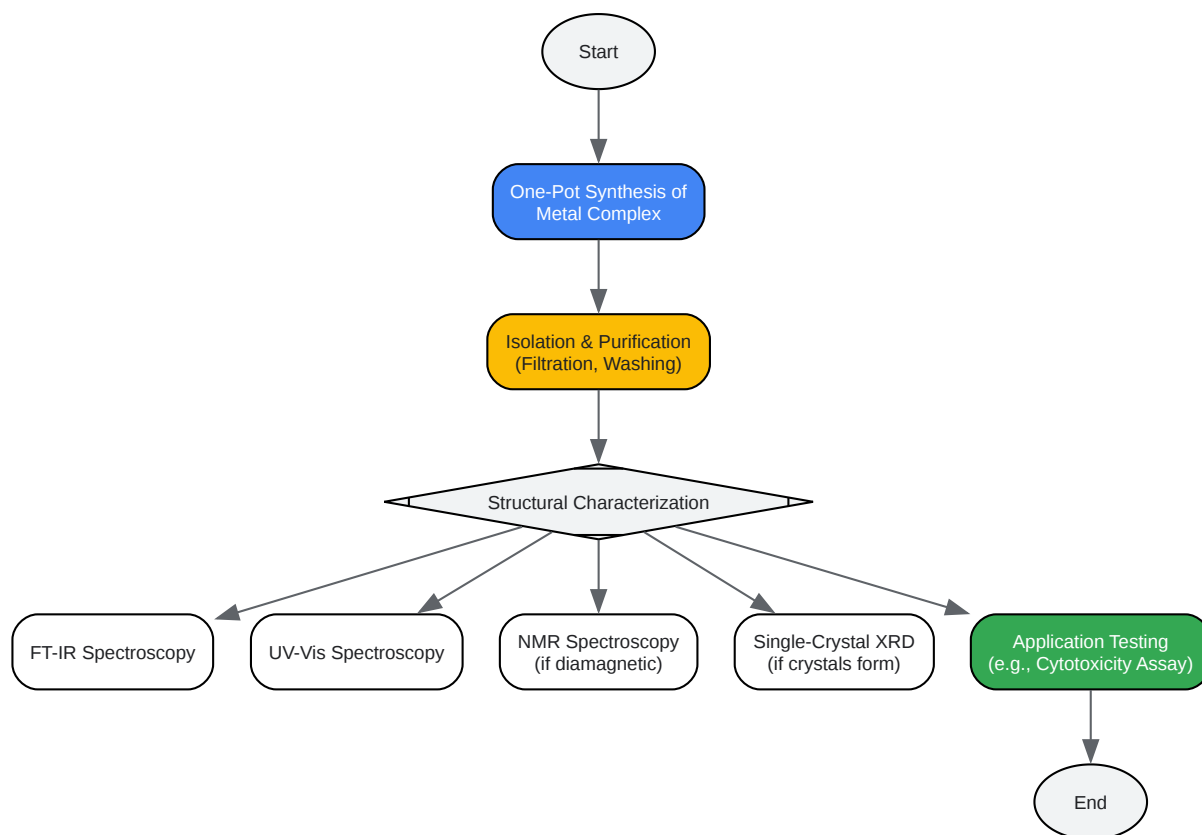 Start
One-Pot Synthesis of
Metal Complex
Isolation & Purification
(Filtration, Washing)
Structural Characterization
FT-IR Spectroscopy
UV-Vis Spectroscopy
NMR Spectroscopy
(if diamagnetic)
Single-Crystal XRD
(if crystals form)
Application Testing
(e.g., Cytotoxicity Assay)
End